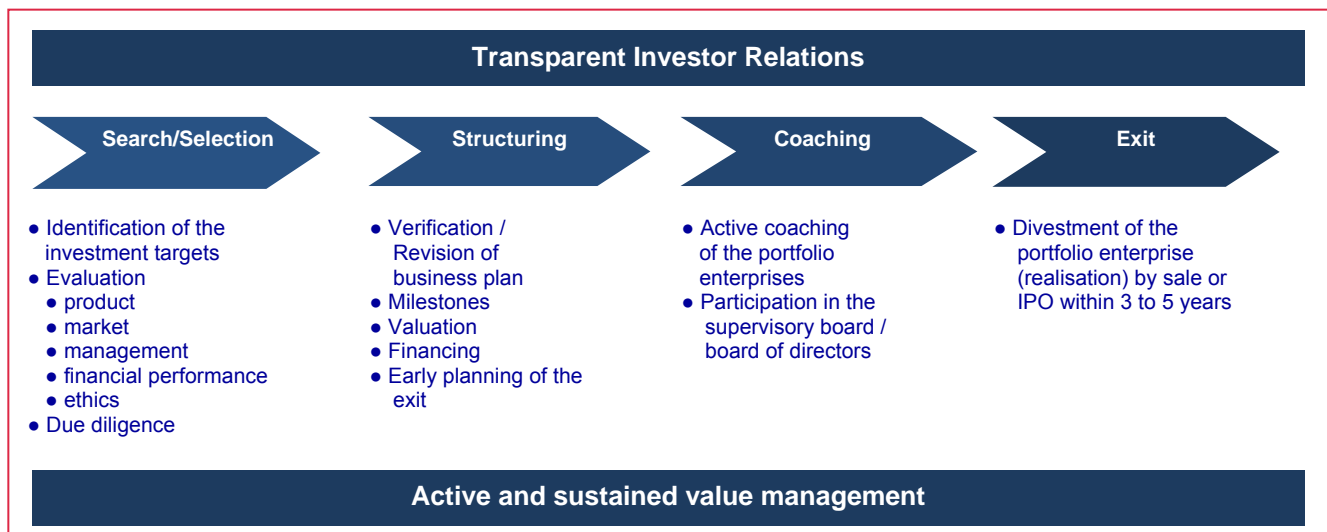 Transparent Investor Relations
Search/Selection
Structuring
Coaching
Exit
● Identification of the
investment targets
● Evaluation
● product
● market
● management
● financial performance
● ethics
● Due diligence
● Verification /
Revision of
business plan
● Milestones
● Valuation
● Financing
● Early planning of the
exit
● Active coaching
of the portfolio
enterprises
● Participation in the
supervisory board /
board of directors
● Divestment of the
portfolio enterprise
(realisation) by sale or
IPO within 3 to 5 years
Active and sustained value management